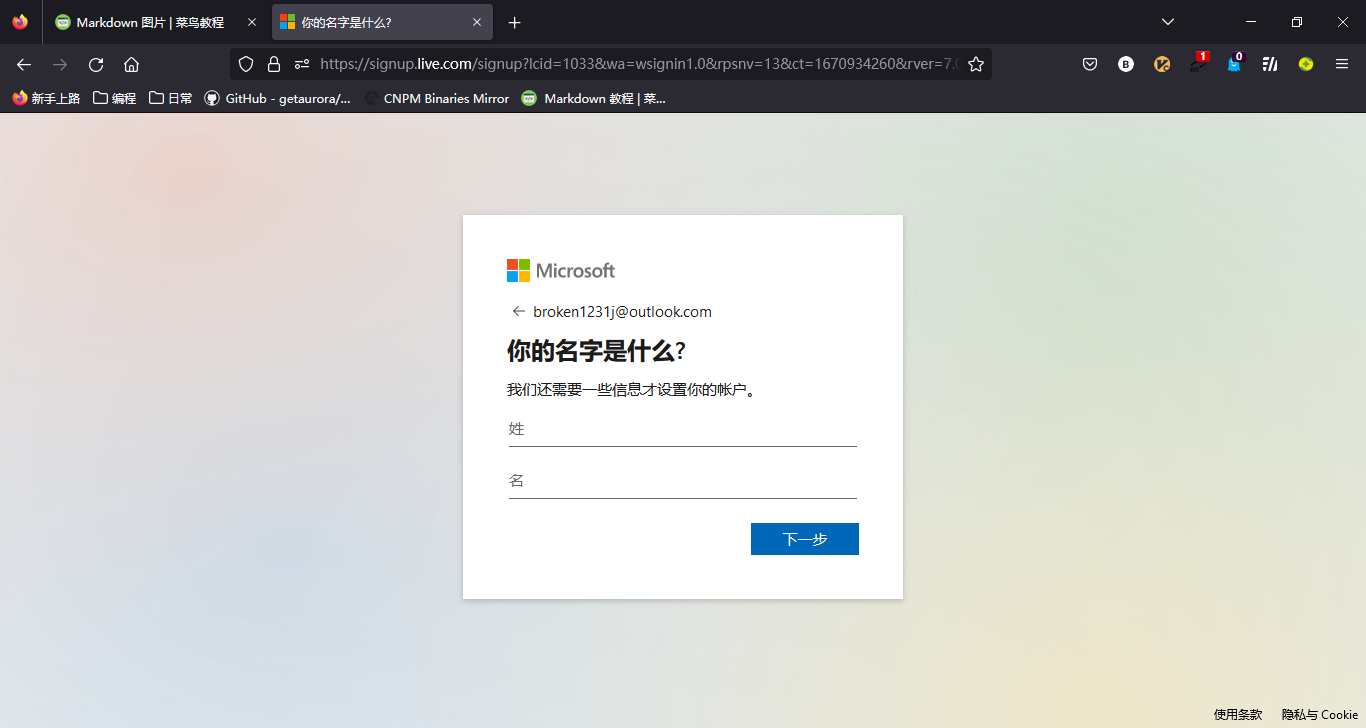 Markdown 图片 | 菜鸟教程
你的名字是什么?
https://signup.live.com/signup?lcid=1033&wa=wsignin1.0&rpsnv=13&ct=1670934260&rver=7.0
B
1
en
0
新手上路
编程
日常
GitHub - getaurora/...
CNPM Binaries Mirror
Markdown 教程 | 菜...
Microsoft
broken1231j@outlook.com
你的名字是什么?
我们还需要一些信息才设置你的帐户。
姓
名
下一步
使用条款 隐私与 Cookie